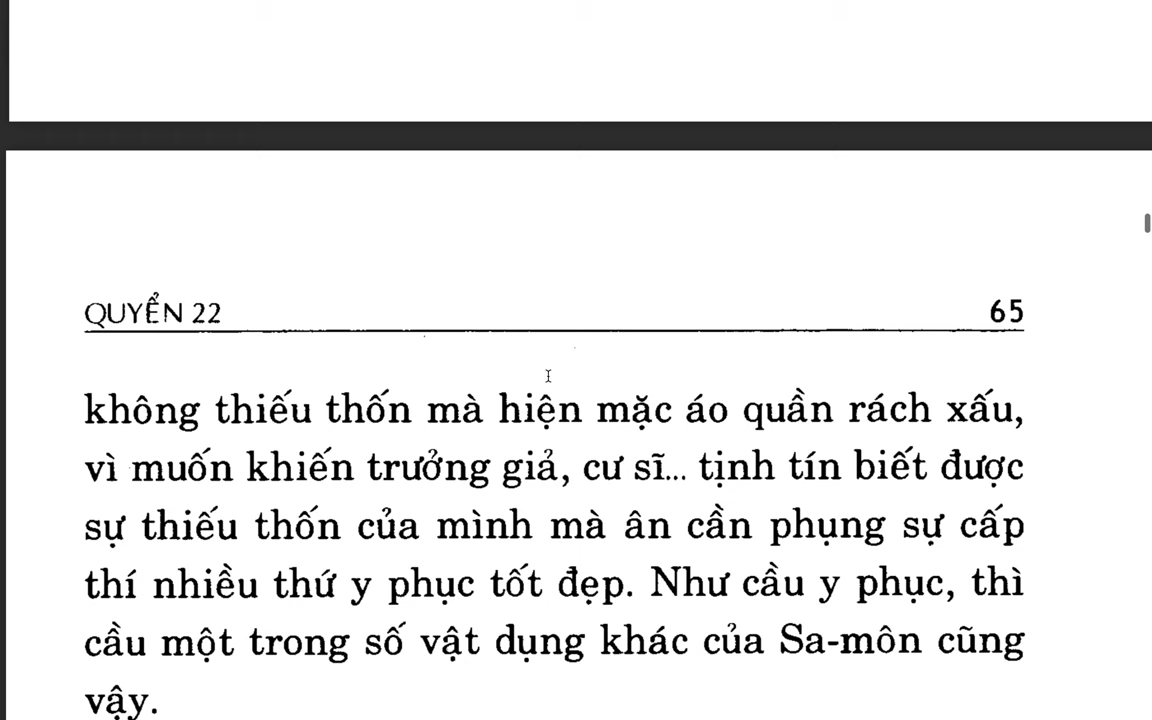 QUYỂN 22 65
không thiếu thốn mà hiện mặc áo quần rách xấu,
vì muốn khiến trưởng giả, cư sĩ... tịnh tín biết được
sự thiếu thốn của mình mà ân cần phụng sự cấp
thí nhiều thứ y phục tốt đẹp. Như cầu y phục, thì
cầu một trong số vật dụng khác của Sa-môn cũng
vậy.